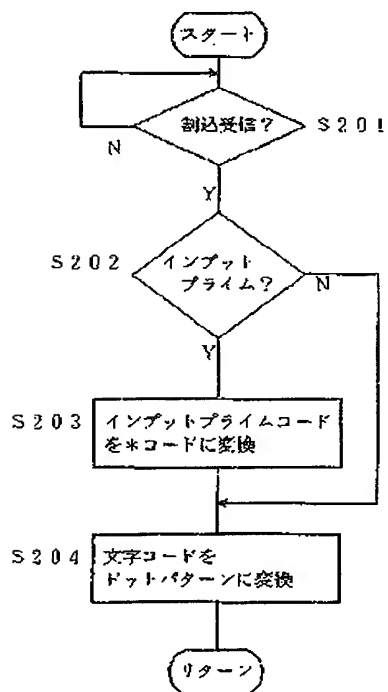 スタート
割込受信?
S201
N
Y
S202
インプット
プライム?
N
Y
S203
インプットプライムコード
を*コードに変換
S204
文字コードを
ドットパターンに変換
リターン